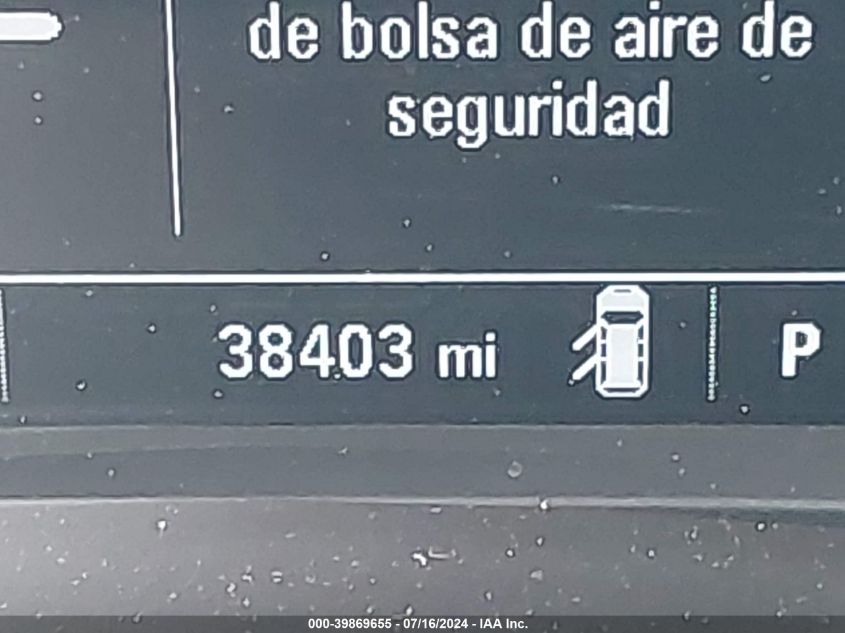 de bolsa de aire de
seguridad
38403 mi
P
000-39869655 - 07/16/2024 - IAA Inc.